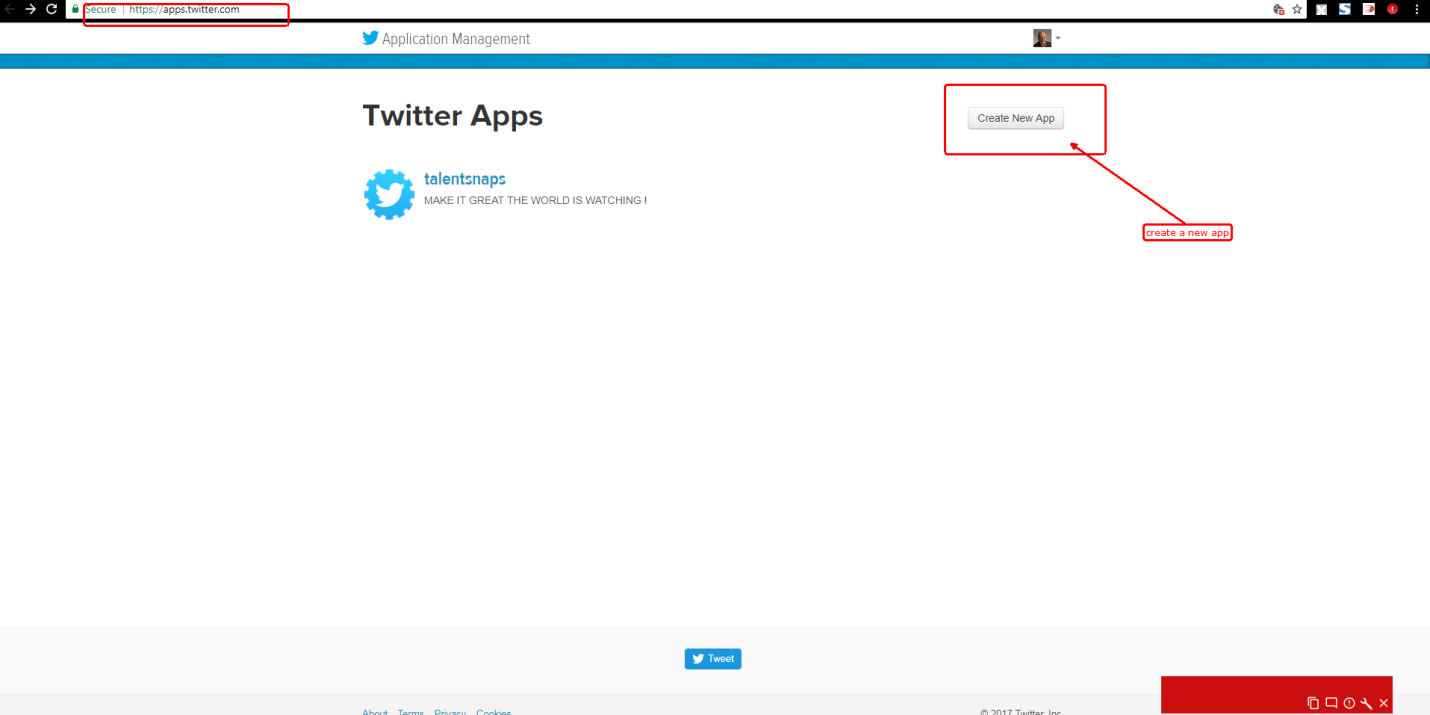 Secure | https://apps.twitter.com
Application Management
Twitter Apps
Create New App
talentsnaps
MAKE IT GREAT THE WORLD IS WATCHING !
create a new app
Tweet
About Terms Privacy Cookies
© 2017 Twitter, Inc.